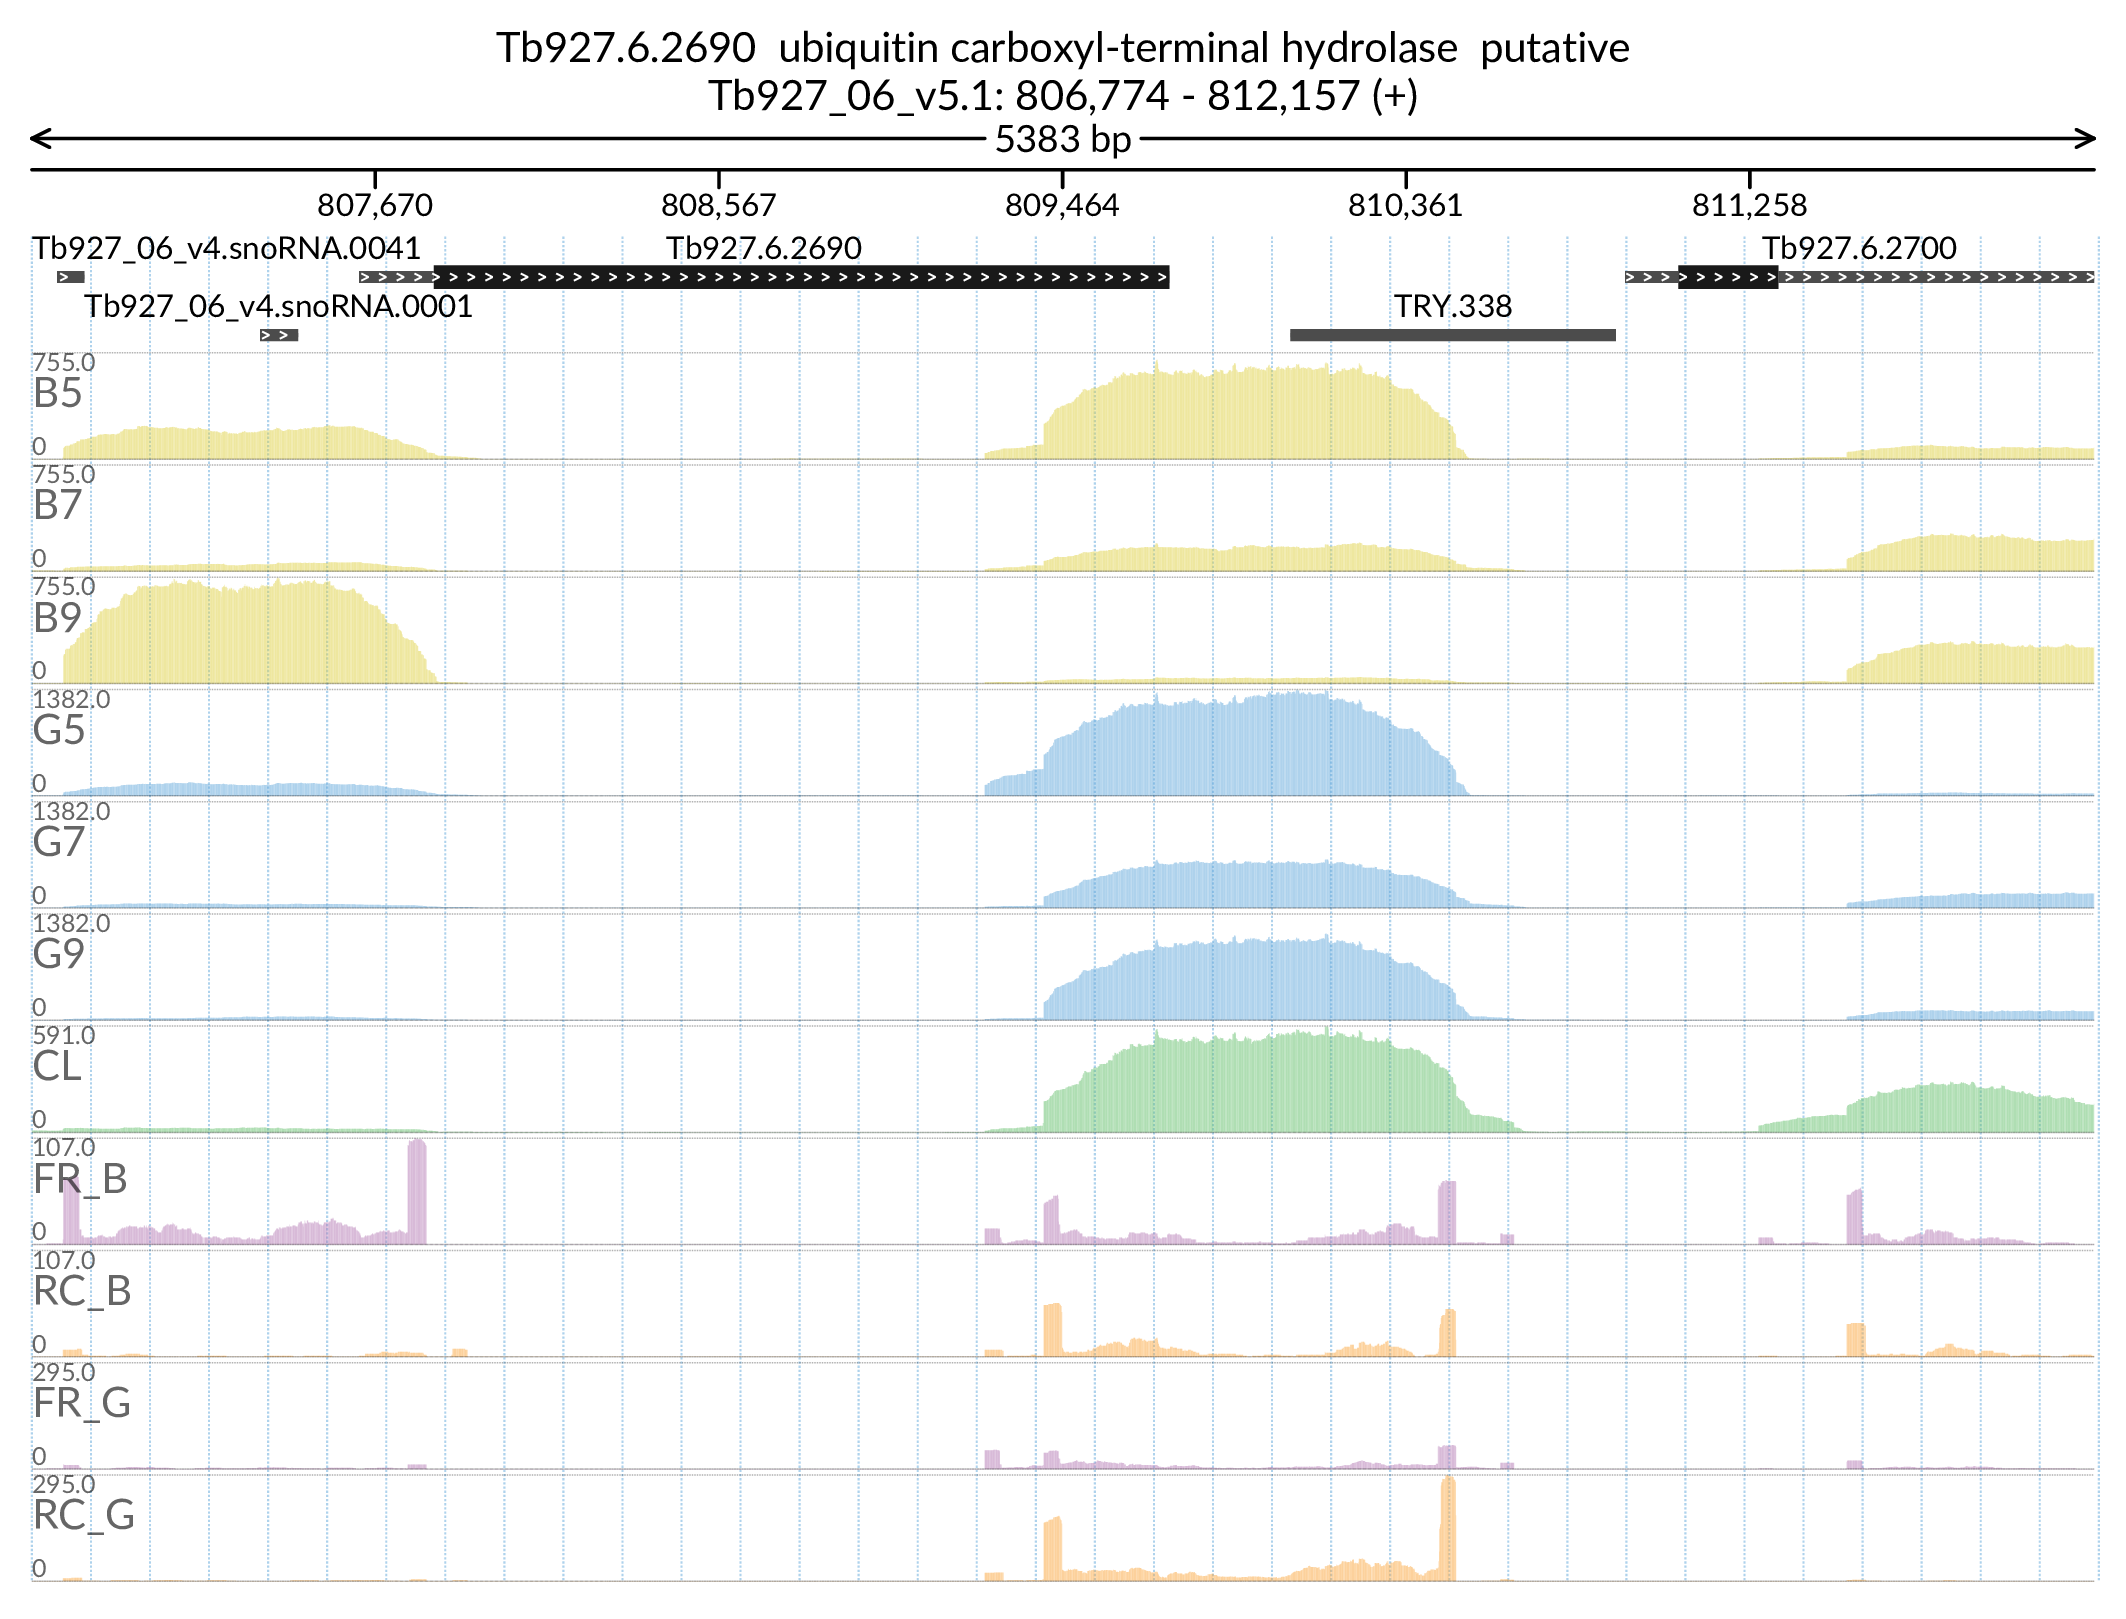 Tb927.6.2690  ubiquitin carboxyl-terminal hydrolase  putative
Tb927_06_v5.1: 806,774 - 812,157 (+)
5383 bp
807,670 808,567 809,464 810,361 811,258
Tb927_06_v4.snoRNA.0041 Tb927.6.2690 Tb927.6.2700
Tb927_06_v4.snoRNA.0001 TRY.338
755.0
B5
0
755.0
B7
0
755.0
B9
0
1382.0
G5
0
1382.0
G7
0
1382.0
G9
0
591.0
CL
0
107.0
FR_B
0
107.0
RC_B
0
295.0
FR_G
0
295.0
RC_G
0